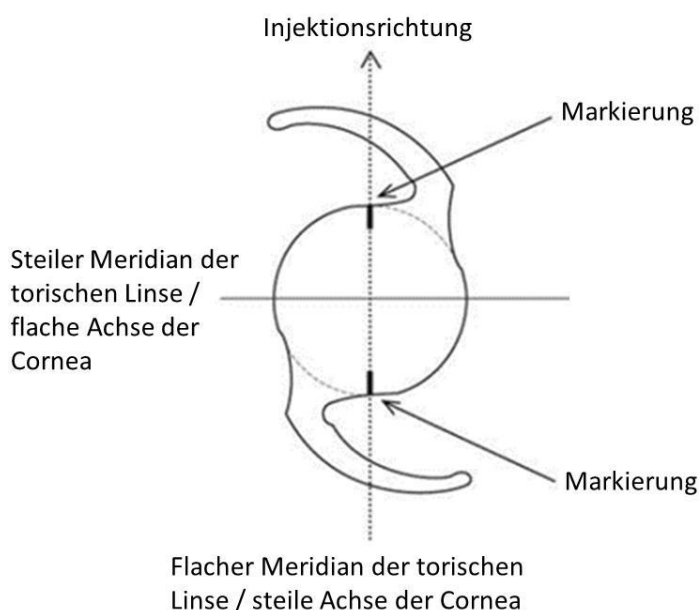 Injektionsrichtung
Markierung
Steiler Meridian der
torischen Linse /
flache Achse der
Cornea
Markierung
Flacher Meridian der torischen
Linse / steile Achse der Cornea